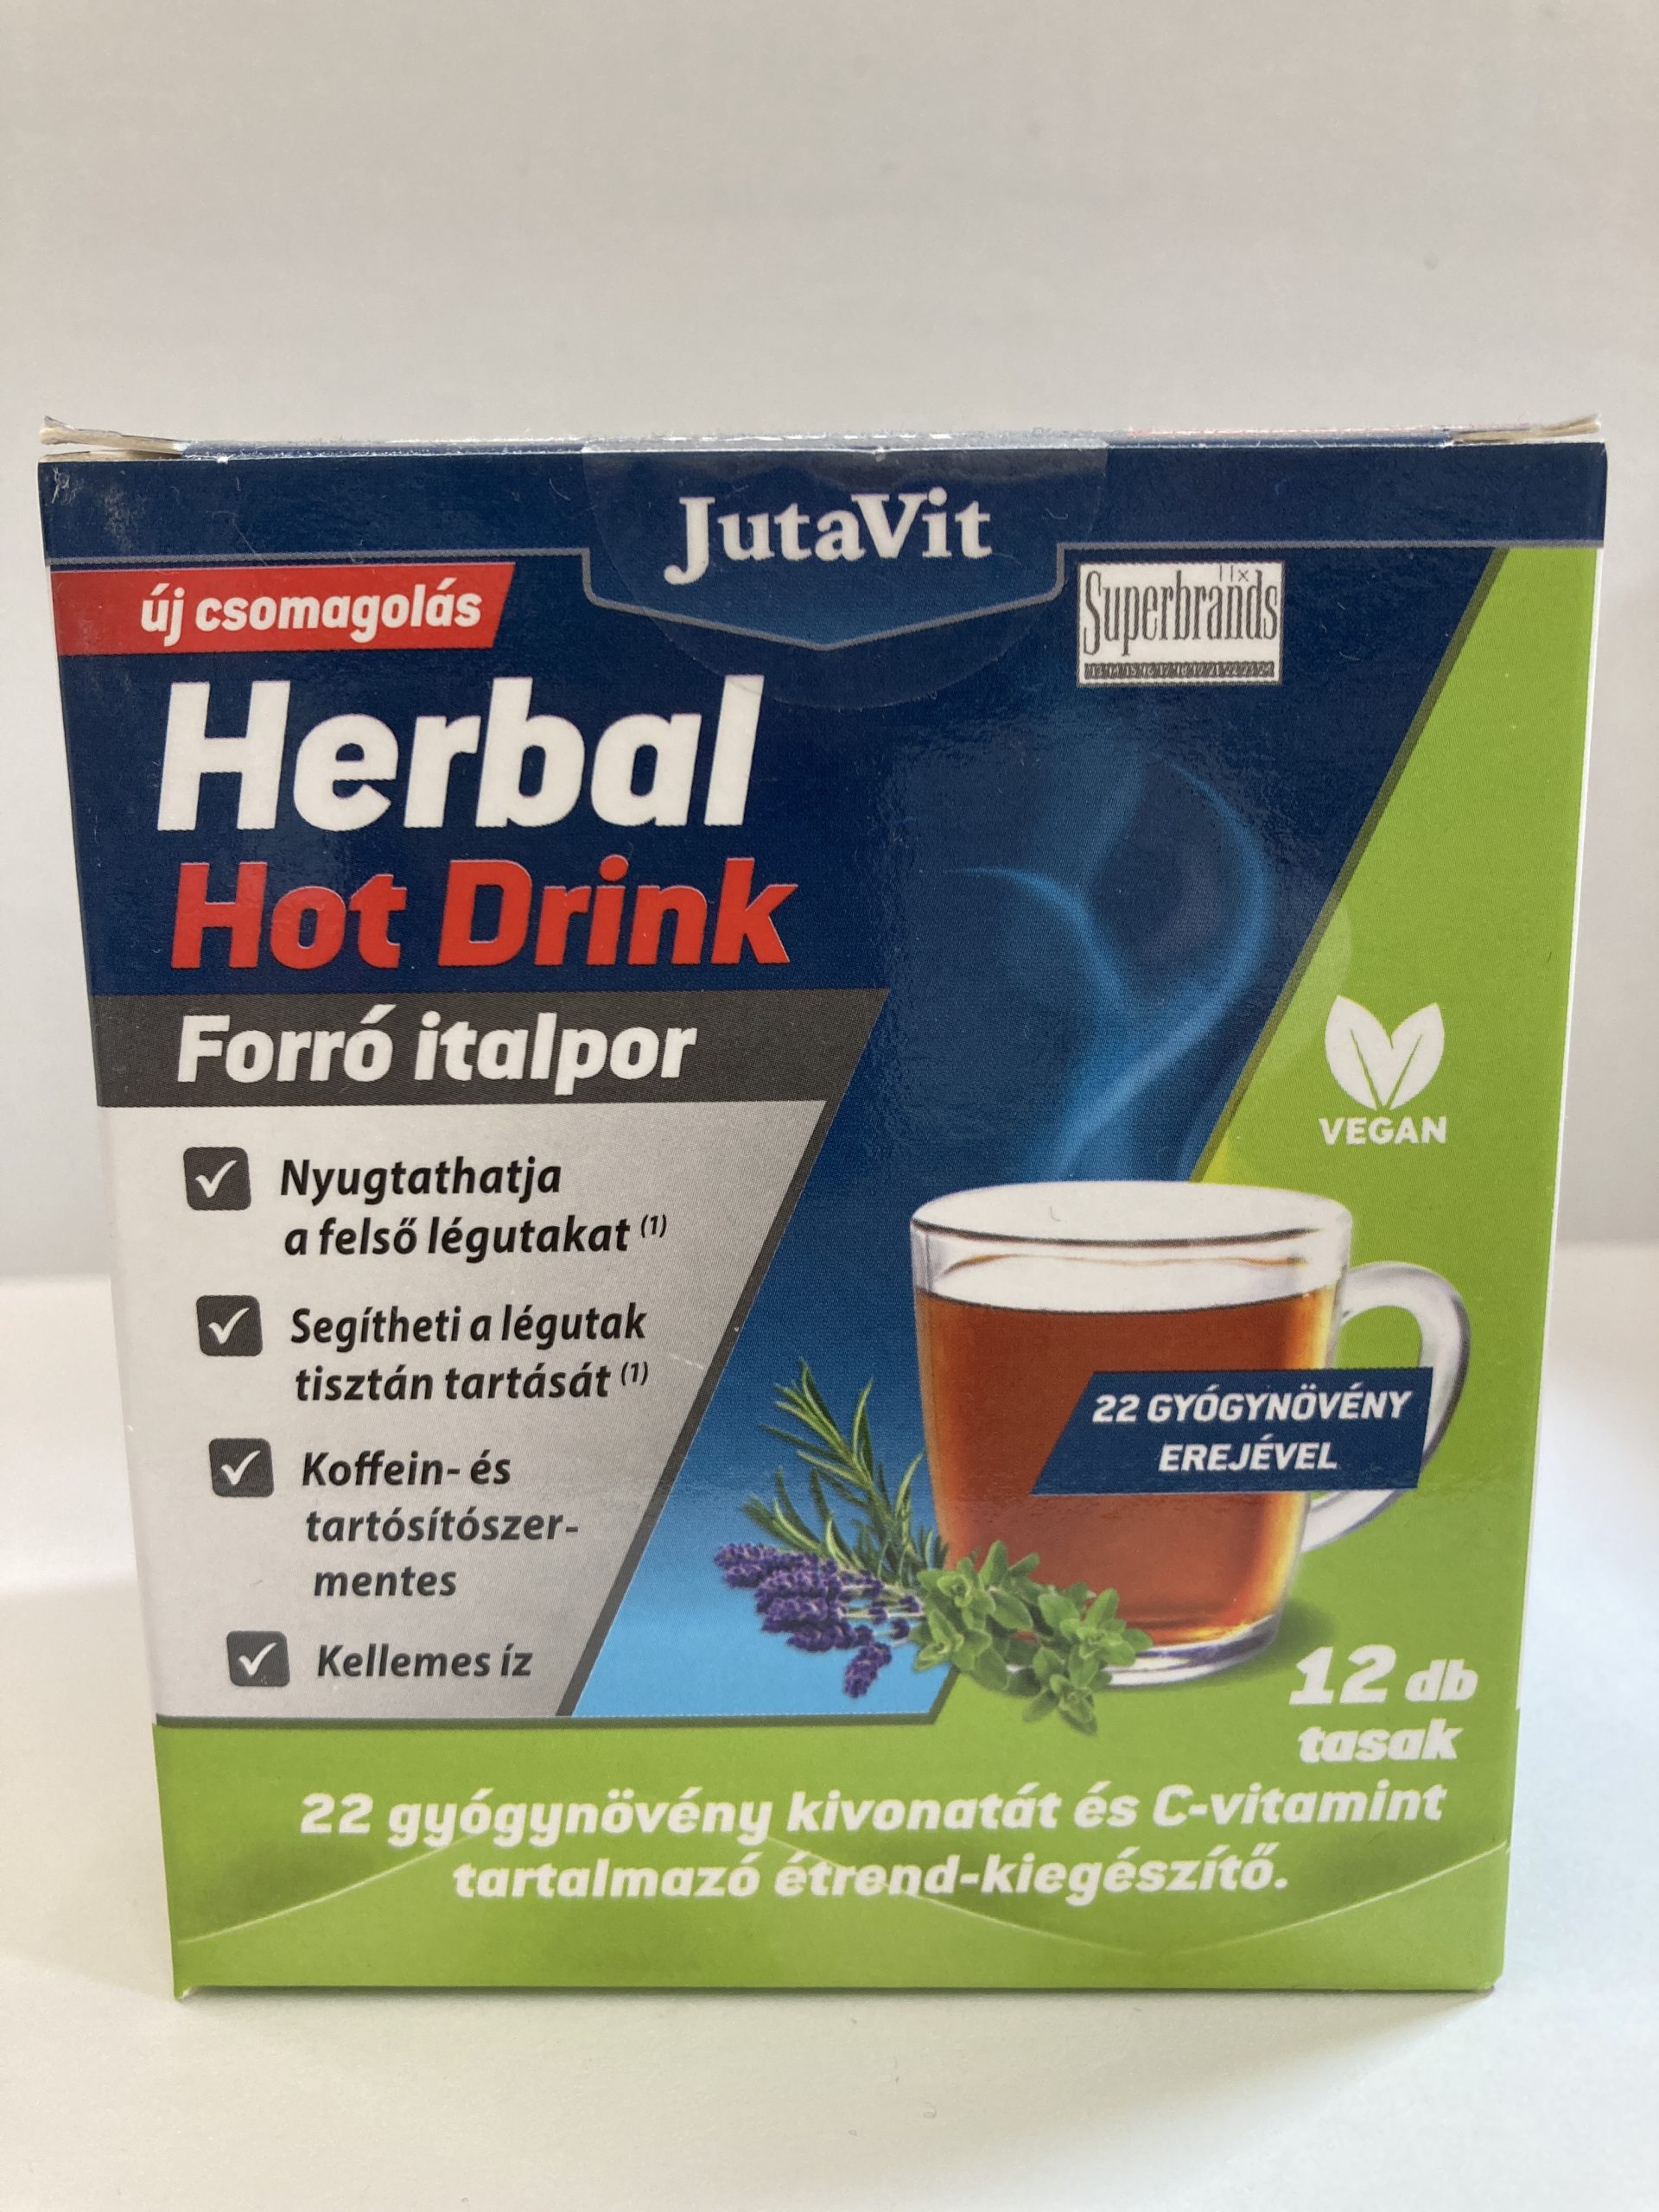 JutaVit
új csomagolás
11x
Superbrands
Herbal
Hot Drink
Forró italpor
VEGAN
Nyugtathatja
a felső légutakat (1)
Segítheti a légutak
tisztán tartását (1)
Koffein- és
tartósítószer-
mentes
Kellemes íz
22 GYÓGYNÖVÉNY
EREJÉVEL
12 db
tasak
22 gyógynövény kivonatát és C-vitamint
tartalmazó étrend-kiegészítő.